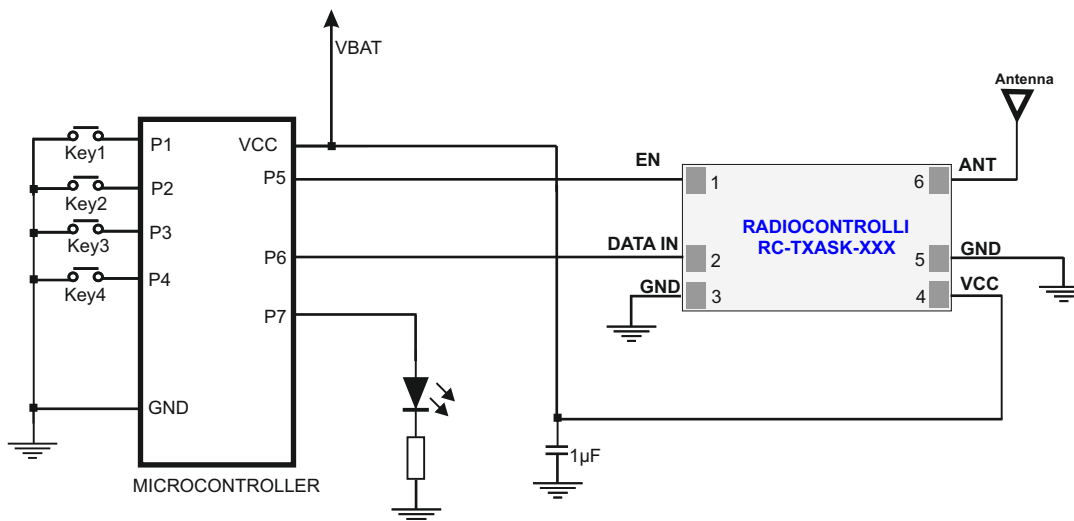 VBAT
Antenna
P1
VCC
Key1
P5
EN
1
6
ANT
P2
Key2
RADIOCONTROLLI
RC-TXASK-XXX
P3
Key3
DATA IN
P6
2
5
GND
P4
Key4
GND
3
4
VCC
P7
GND
1µF
MICROCONTROLLER